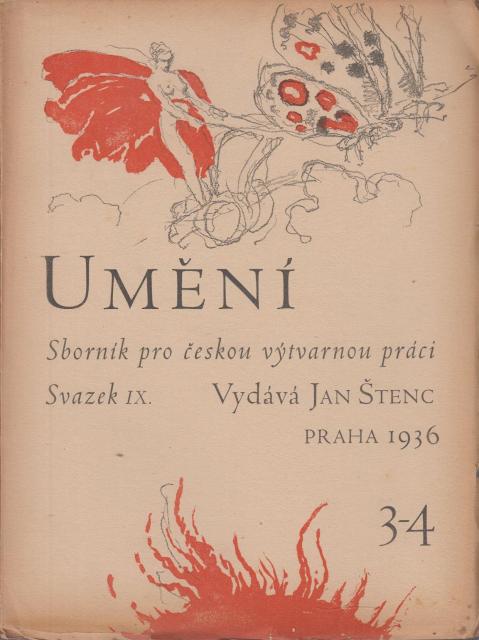 UMĚNÍ
Sborník pro českou výtvarnou práci
Svazek IX. Vydává JAN ŠTENC
PRAHA 1936
3-4